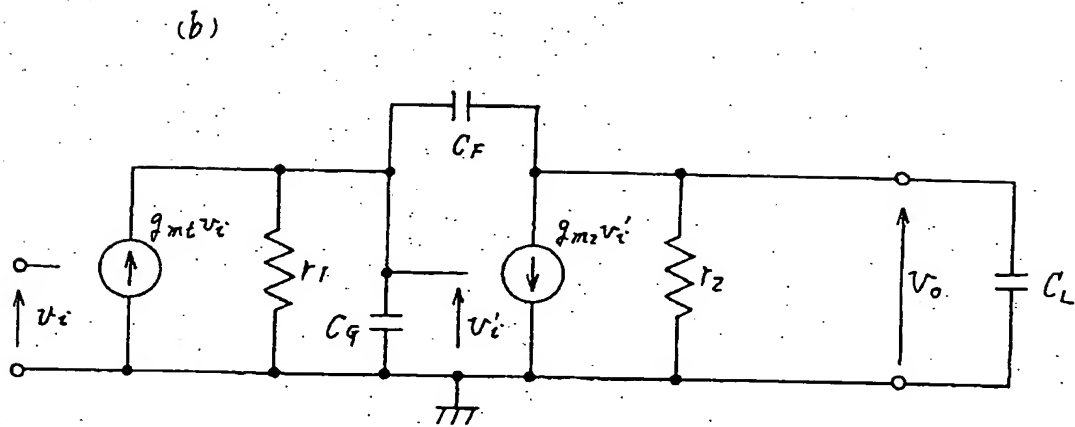 (b)
C_F
g_m1 v_i
g_m2 v_i'
r_1
r_2
v_i
C_G
v_i'
v_o
C_L